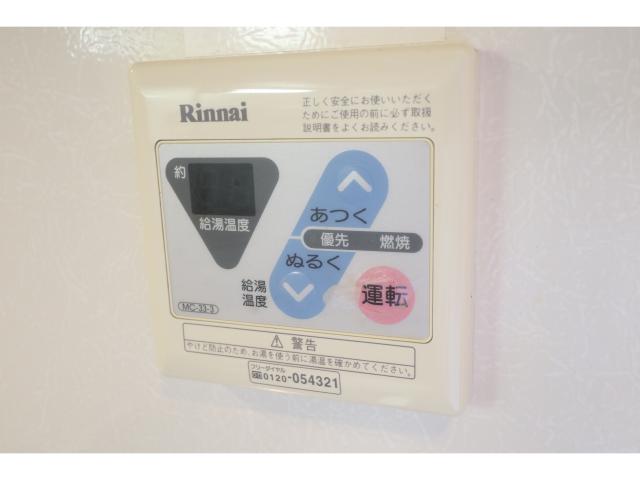 Rinnai
正しく安全にお使いいただく
ためにご使用の前に必ず取扱
説明書をよくお読みください。
約
給湯温度
あつく
優先 燃焼
ぬるく
給湯
温度
運転
MC-33-3
警告
やけど防止のため、お湯を使う前に湯温を確かめてください。
フリーダイヤル
0120-054321